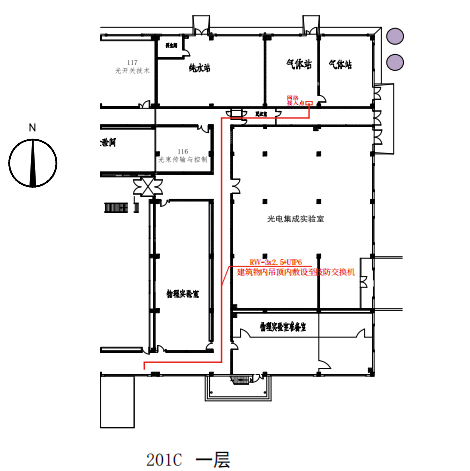 117
光开关技术
纯水站
气体站
气体站
网络
接入点
N
116
光束传输与控制
光电集成实验室
RVV-3x2.5+UTP6
建筑物内吊顶内敷设至安防交换机
物理实验室
物理实验室准备室
201C 一层